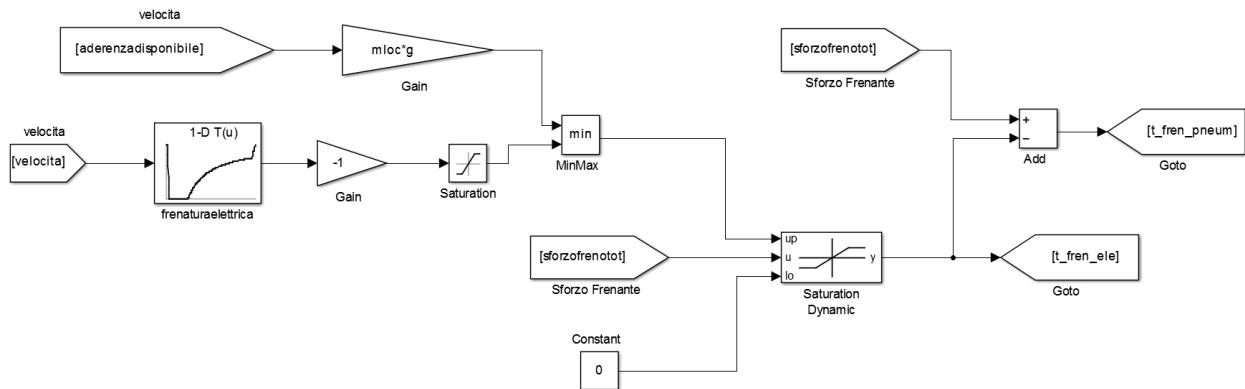 velocita
[aderenzadisponibile]
mloc*g
Gain
velocita
[velocita]
1-D T(u)
frenaturaelettrica
-1
Gain
Saturation
min
MinMax
[sforzofrenotot]
Sforzo Frenante
+
−
Add
[t_fren_pneum]
Goto
[sforzofrenotot]
Sforzo Frenante
up
u
lo
y
Saturation
Dynamic
[t_fren_ele]
Goto
Constant
0